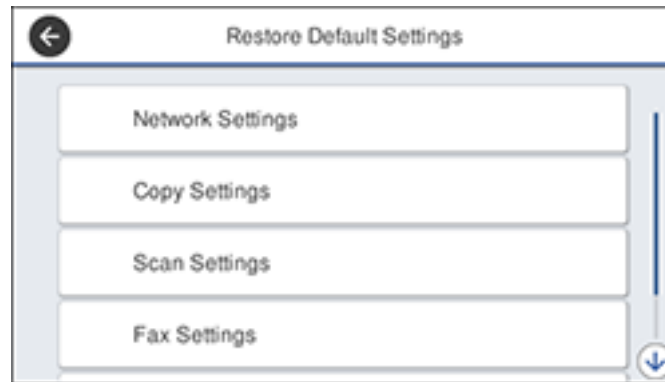 Restore Default Settings
Network Settings
Copy Settings
Scan Settings
Fax Settings